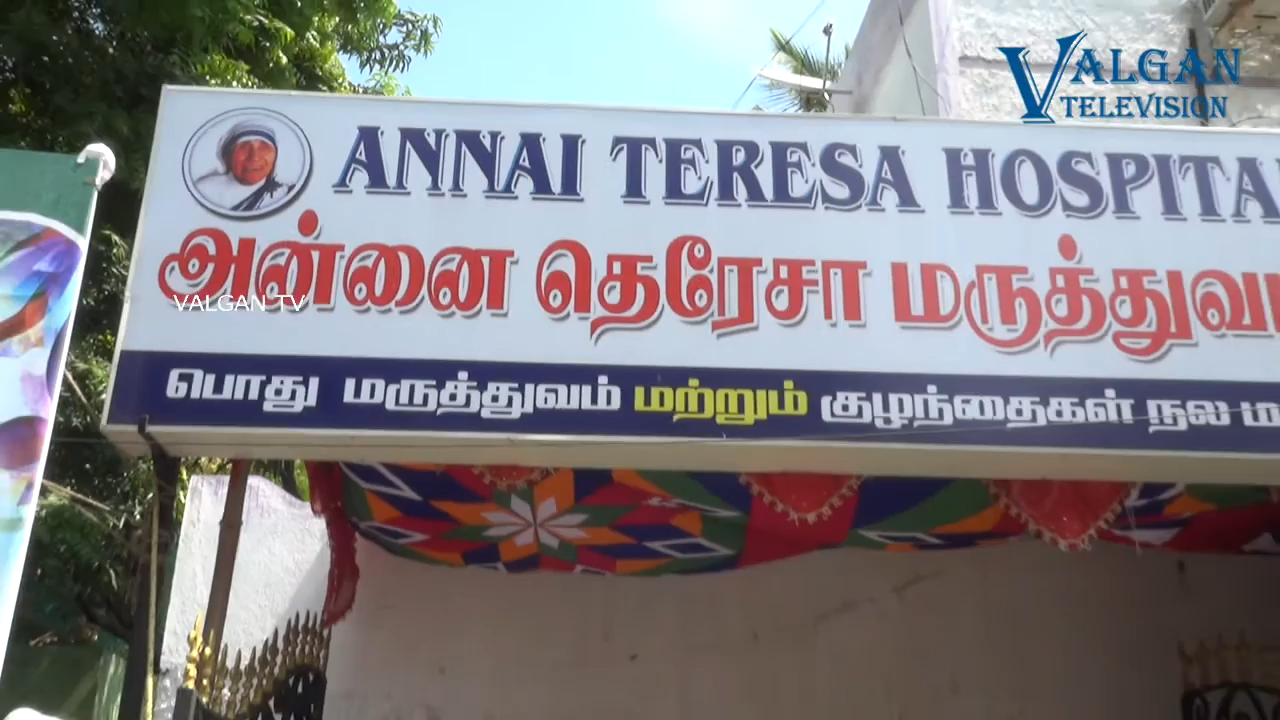 VALGAN
TELEVISION
ANNAI TERESA HOSPITA
அன்னை தெரேசா மருத்துவ
VALGAN TV
பொது மருத்துவம் மற்றும் குழந்தைகள் நல ம